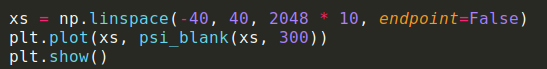 xs = np.linspace(-40, 40, 2048 * 10, endpoint=False)
plt.plot(xs, psi_blank(xs, 300))
plt.show()